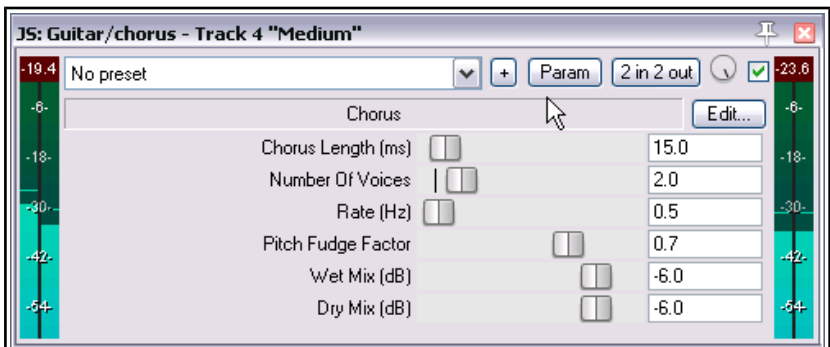 JS: Guitar/chorus - Track 4 "Medium"
-19.4 No preset + Param 2 in 2 out -23.6
-6- Chorus Edit... -6-
-18- Chorus Length (ms) 15.0 -18-
Number Of Voices 2.0
-30- Rate (Hz) 0.5 -30-
Pitch Fudge Factor 0.7
-42- Wet Mix (dB) -6.0 -42-
-54- Dry Mix (dB) -6.0 -54-